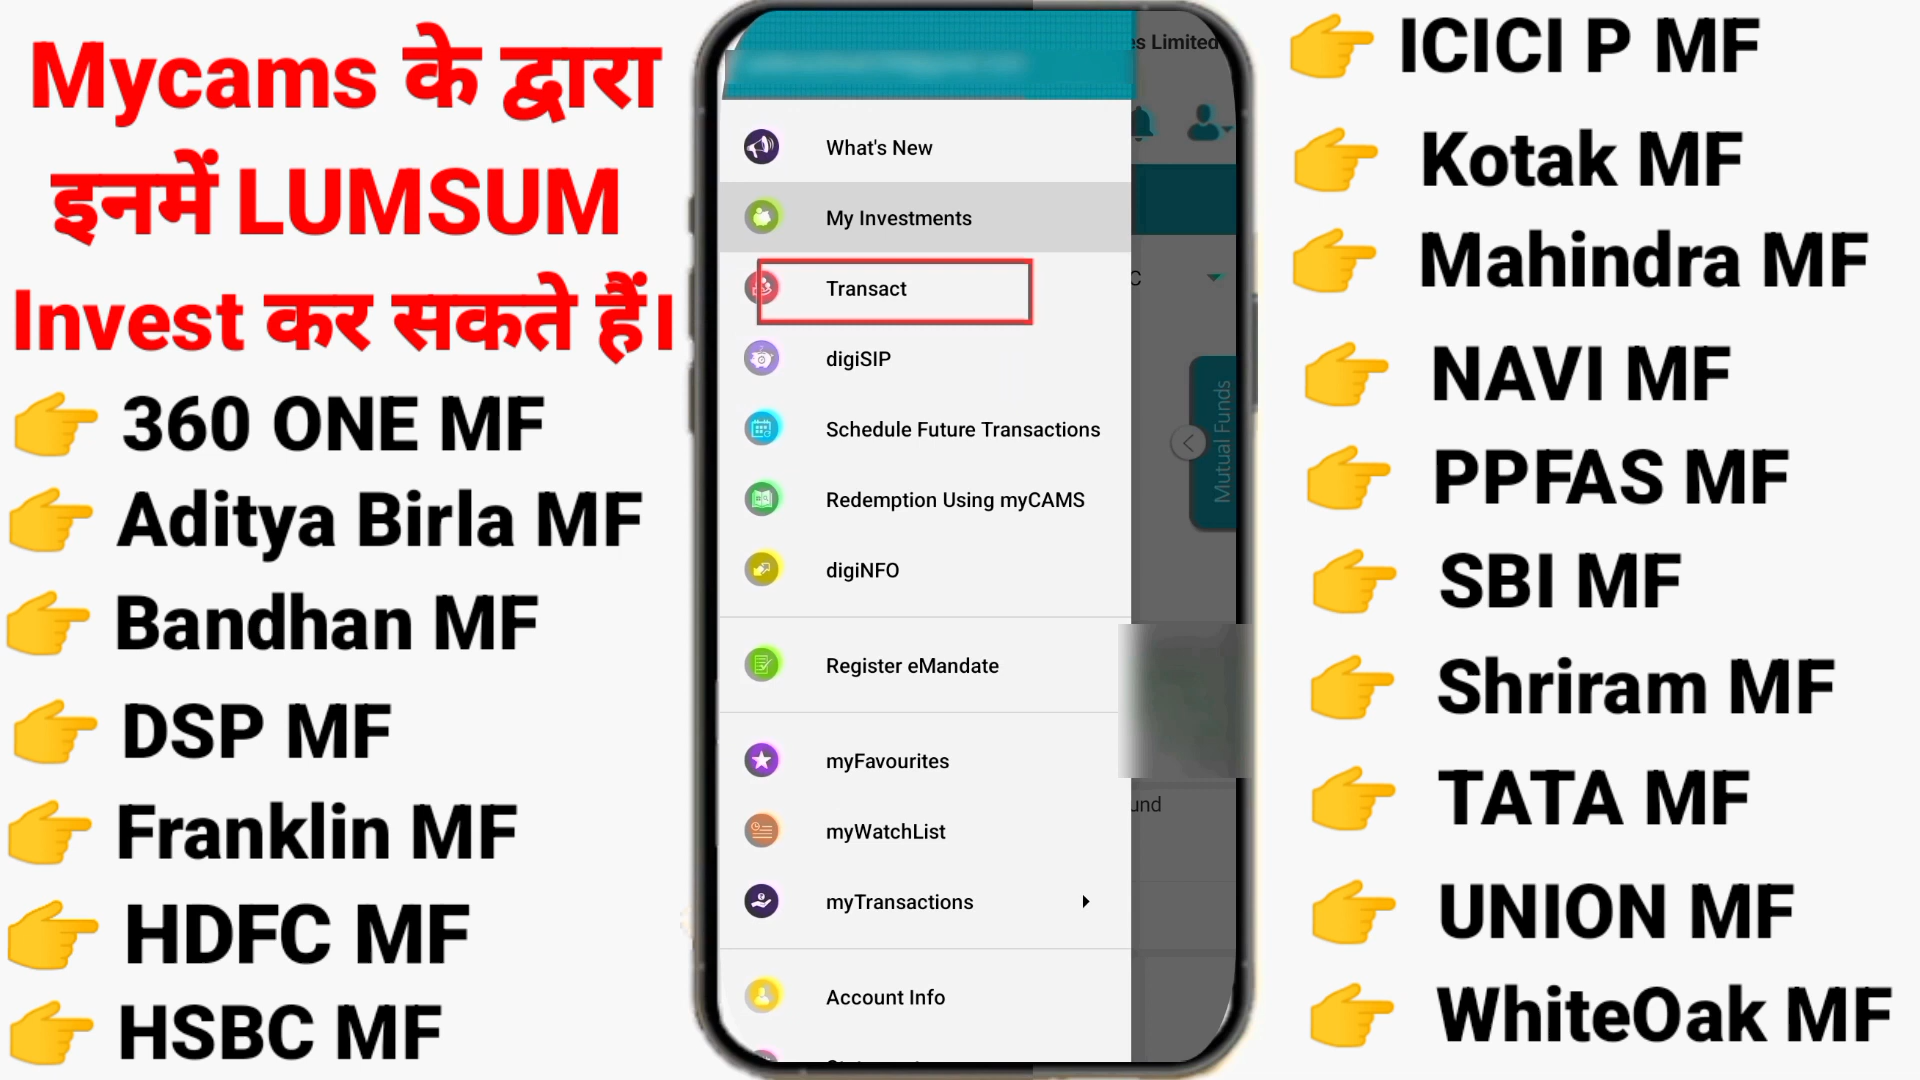 Mycams के द्वारा
इनमें LUMSUM
Invest कर सकते हैं।
360 ONE MF
Aditya Birla MF
Bandhan MF
DSP MF
Franklin MF
HDFC MF
HSBC MF
es Limited
What's New
My Investments
Transact
C
digiSIP
Schedule Future Transactions
Mutual Funds
Redemption Using myCAMS
digiNFO
Register eMandate
myFavourites
und
myWatchList
myTransactions
Account Info
ICICI P MF
Kotak MF
Mahindra MF
NAVI MF
PPFAS MF
SBI MF
Shriram MF
TATA MF
UNION MF
WhiteOak MF